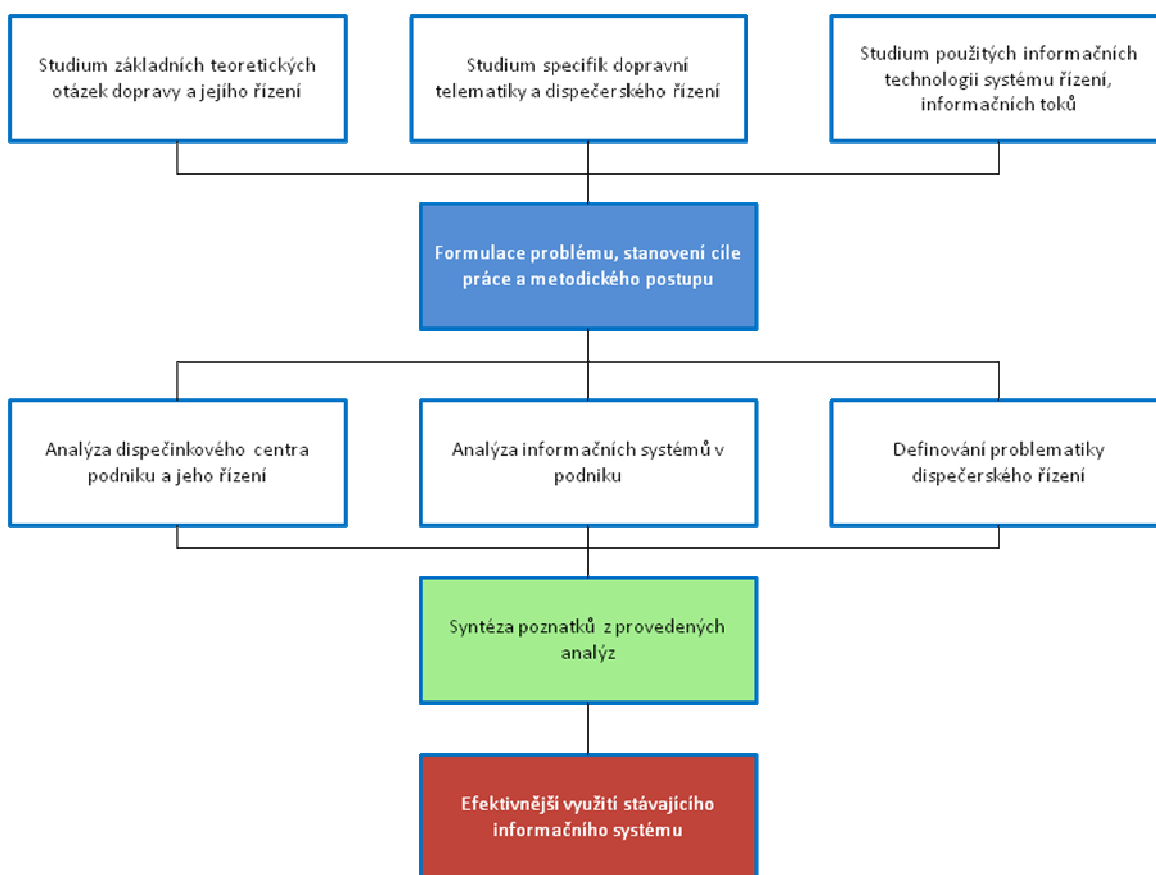 Studium základních teoretických
otázek dopravy a jejího řízení
Studium specifik dopravní
telematiky a dispečerského řízení
Studium použitých informačních
technologii systému řízení,
informačních toků
Formulace problému, stanovení cíle
práce a metodického postupu
Analýza dispečinkového centra
podniku a jeho řízení
Analýza informačních systémů v
podniku
Definování problematiky
dispečerského řízení
Syntéza poznatků z provedených
analýz
Efektivnější využití stávajícího
informačního systému